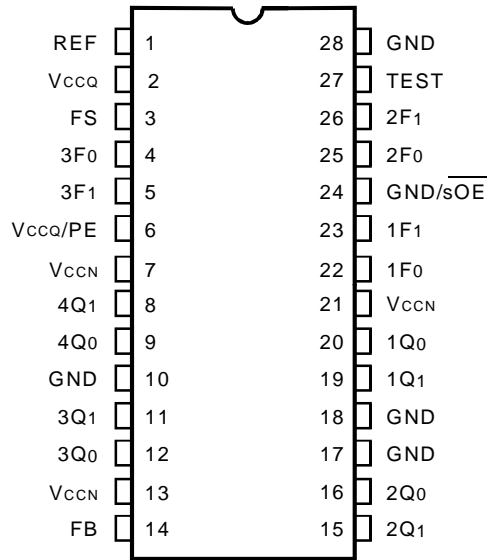 REF 1 28 GND
VCCQ 2 27 TEST
FS 3 26 2F1
3F0 4 25 2F0
3F1 5 24 GND/sOE
VCCQ/PE 6 23 1F1
VCCN 7 22 1F0
4Q1 8 21 VCCN
4Q0 9 20 1Q0
GND 10 19 1Q1
3Q1 11 18 GND
3Q0 12 17 GND
VCCN 13 16 2Q0
FB 14 15 2Q1